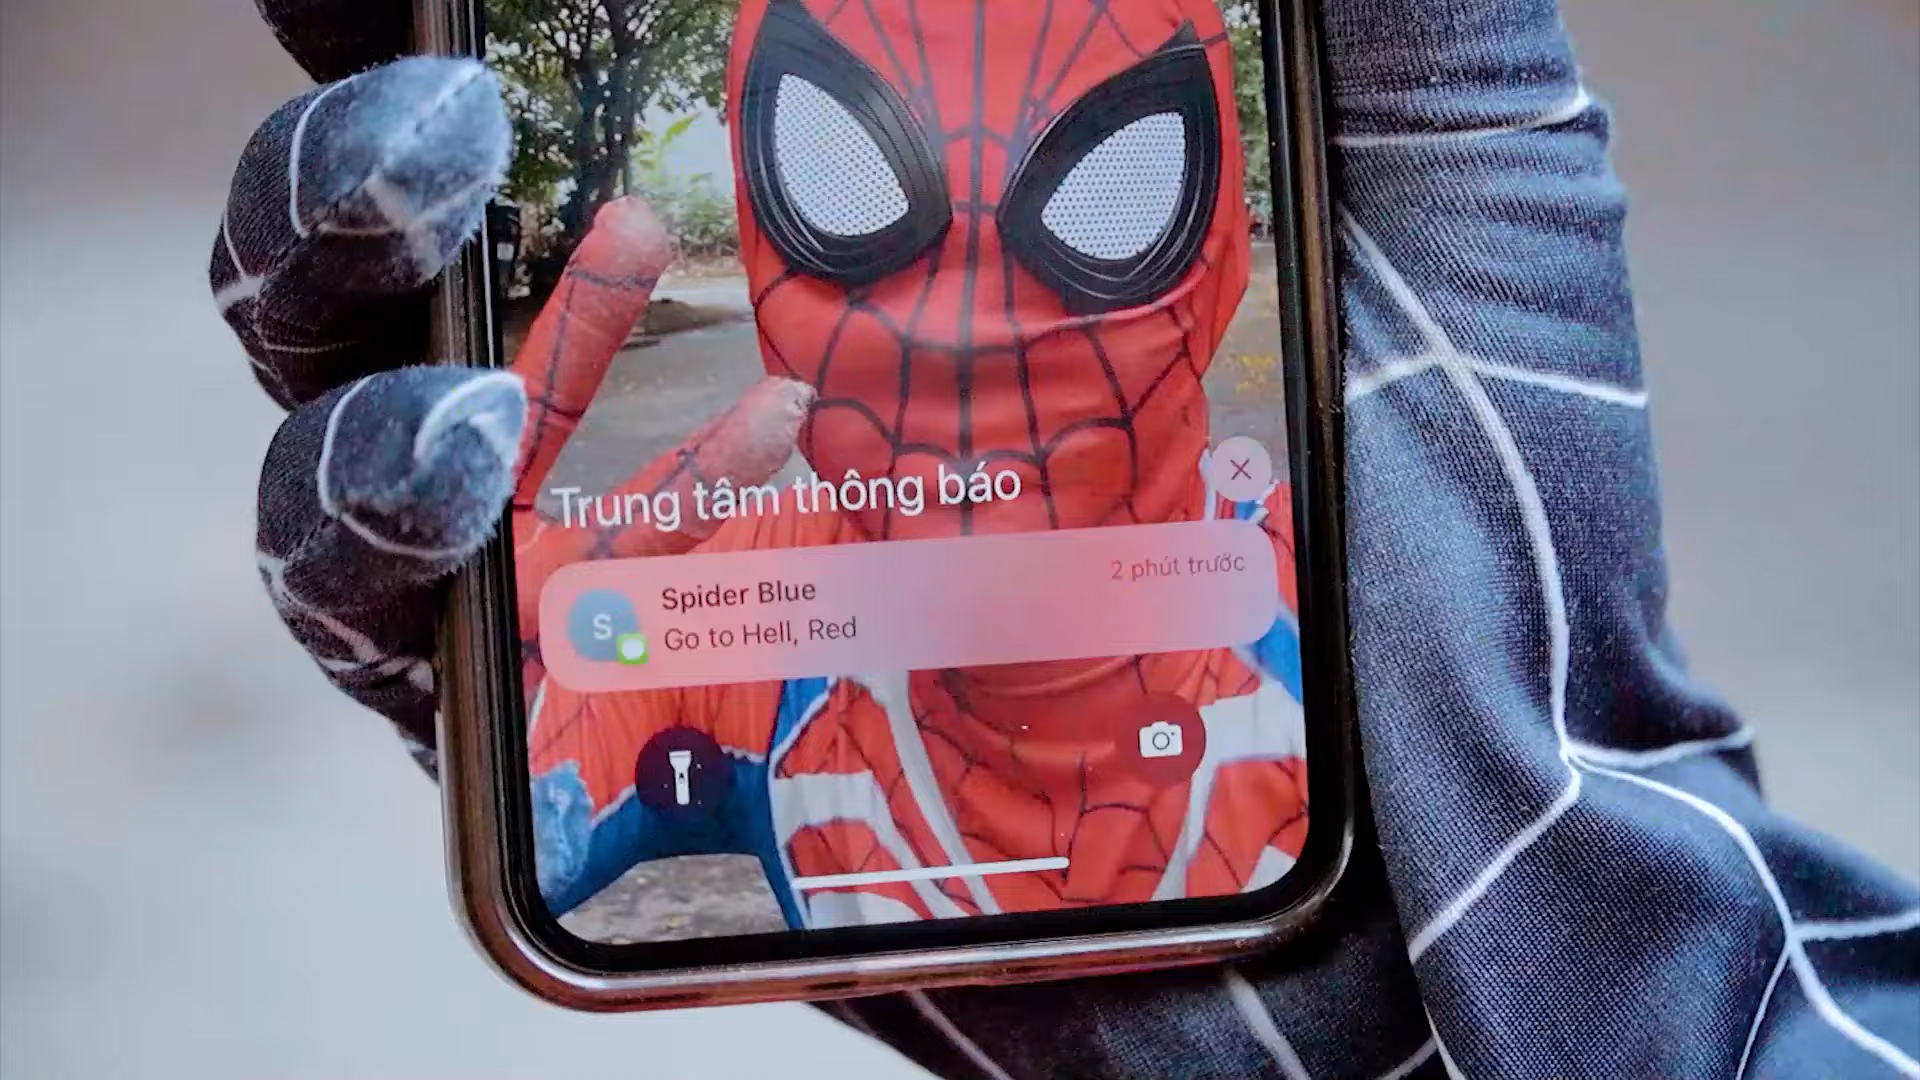 Trung tâm thông báo
Spider Blue
2 phút trước
S
Go to Hell, Red